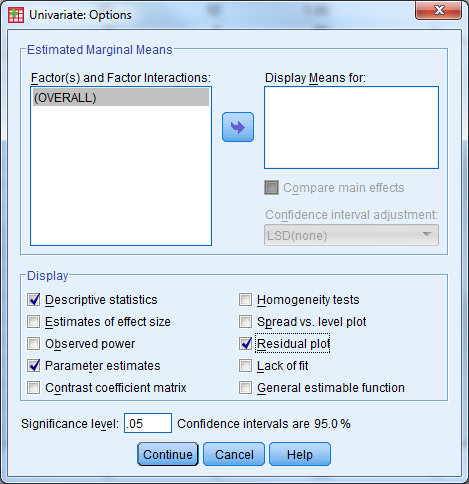 Univariate: Options
Estimated Marginal Means
Factor(s) and Factor Interactions:
(OVERALL)
Display Means for:
Compare main effects
Confidence interval adjustment:
LSD(none)
Display
Descriptive statistics
Homogeneity tests
Estimates of effect size
Spread vs. level plot
Observed power
Residual plot
Parameter estimates
Lack of fit
Contrast coefficient matrix
General estimable function
Significance level: .05 Confidence intervals are 95.0 %
Continue Cancel Help